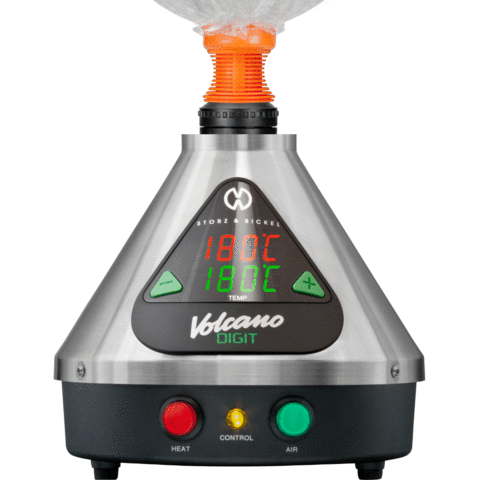 STORZ & BICKEL
180°C
180°C
− +
TEMP
Volcano
DIGIT
HEAT CONTROL AIR